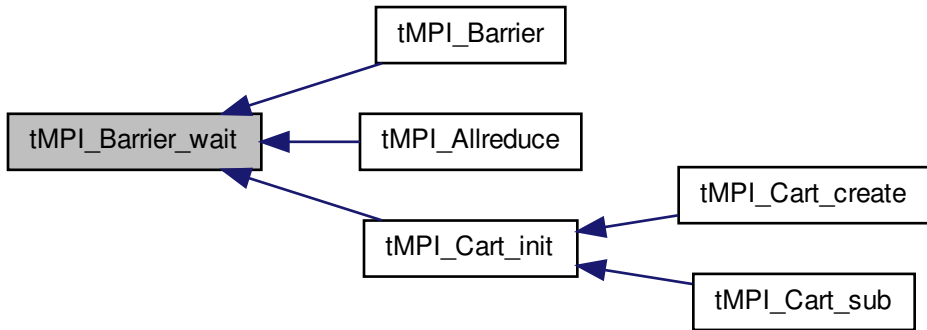 tMPI_Barrier
tMPI_Barrier_wait
tMPI_Allreduce
tMPI_Cart_create
tMPI_Cart_init
tMPI_Cart_sub